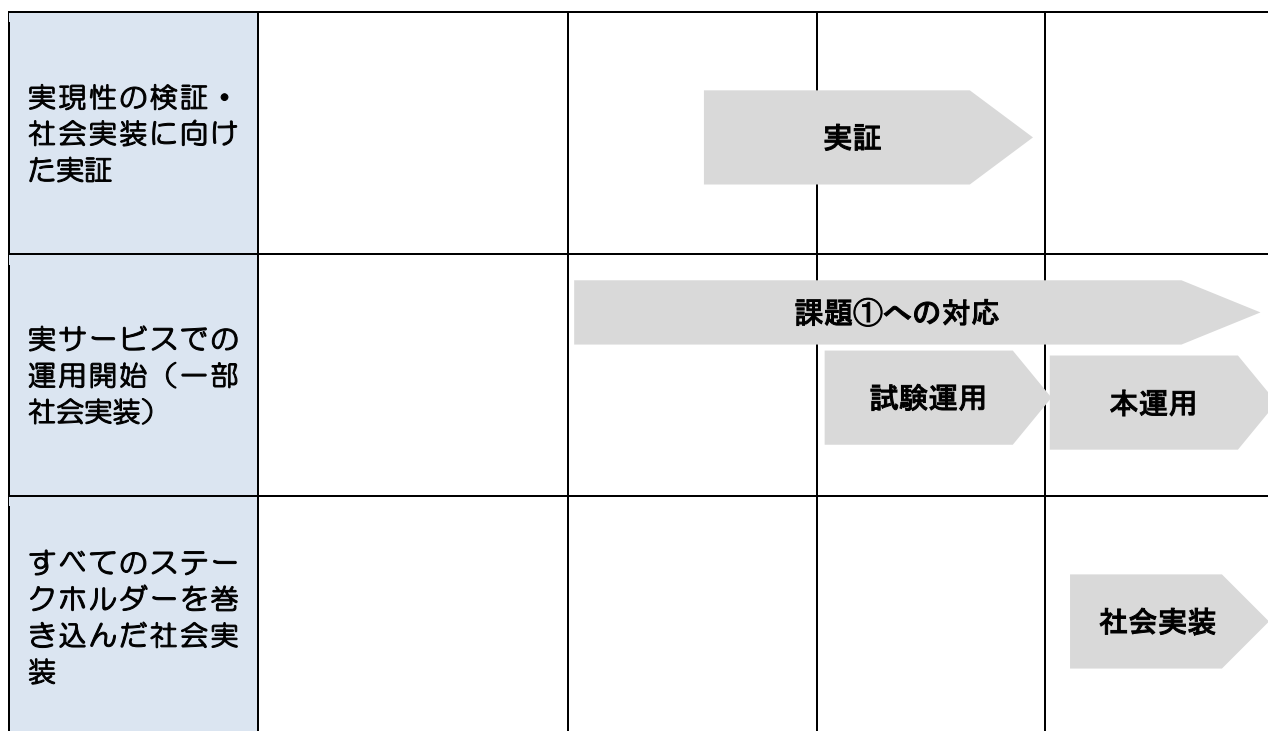 実現性の検証・
社会実装に向け
た実証
実証
実サービスでの
運用開始（一部
社会実装）
課題①への対応
試験運用
本運用
すべてのステー
クホルダーを巻
き込んだ社会実
装
社会実装